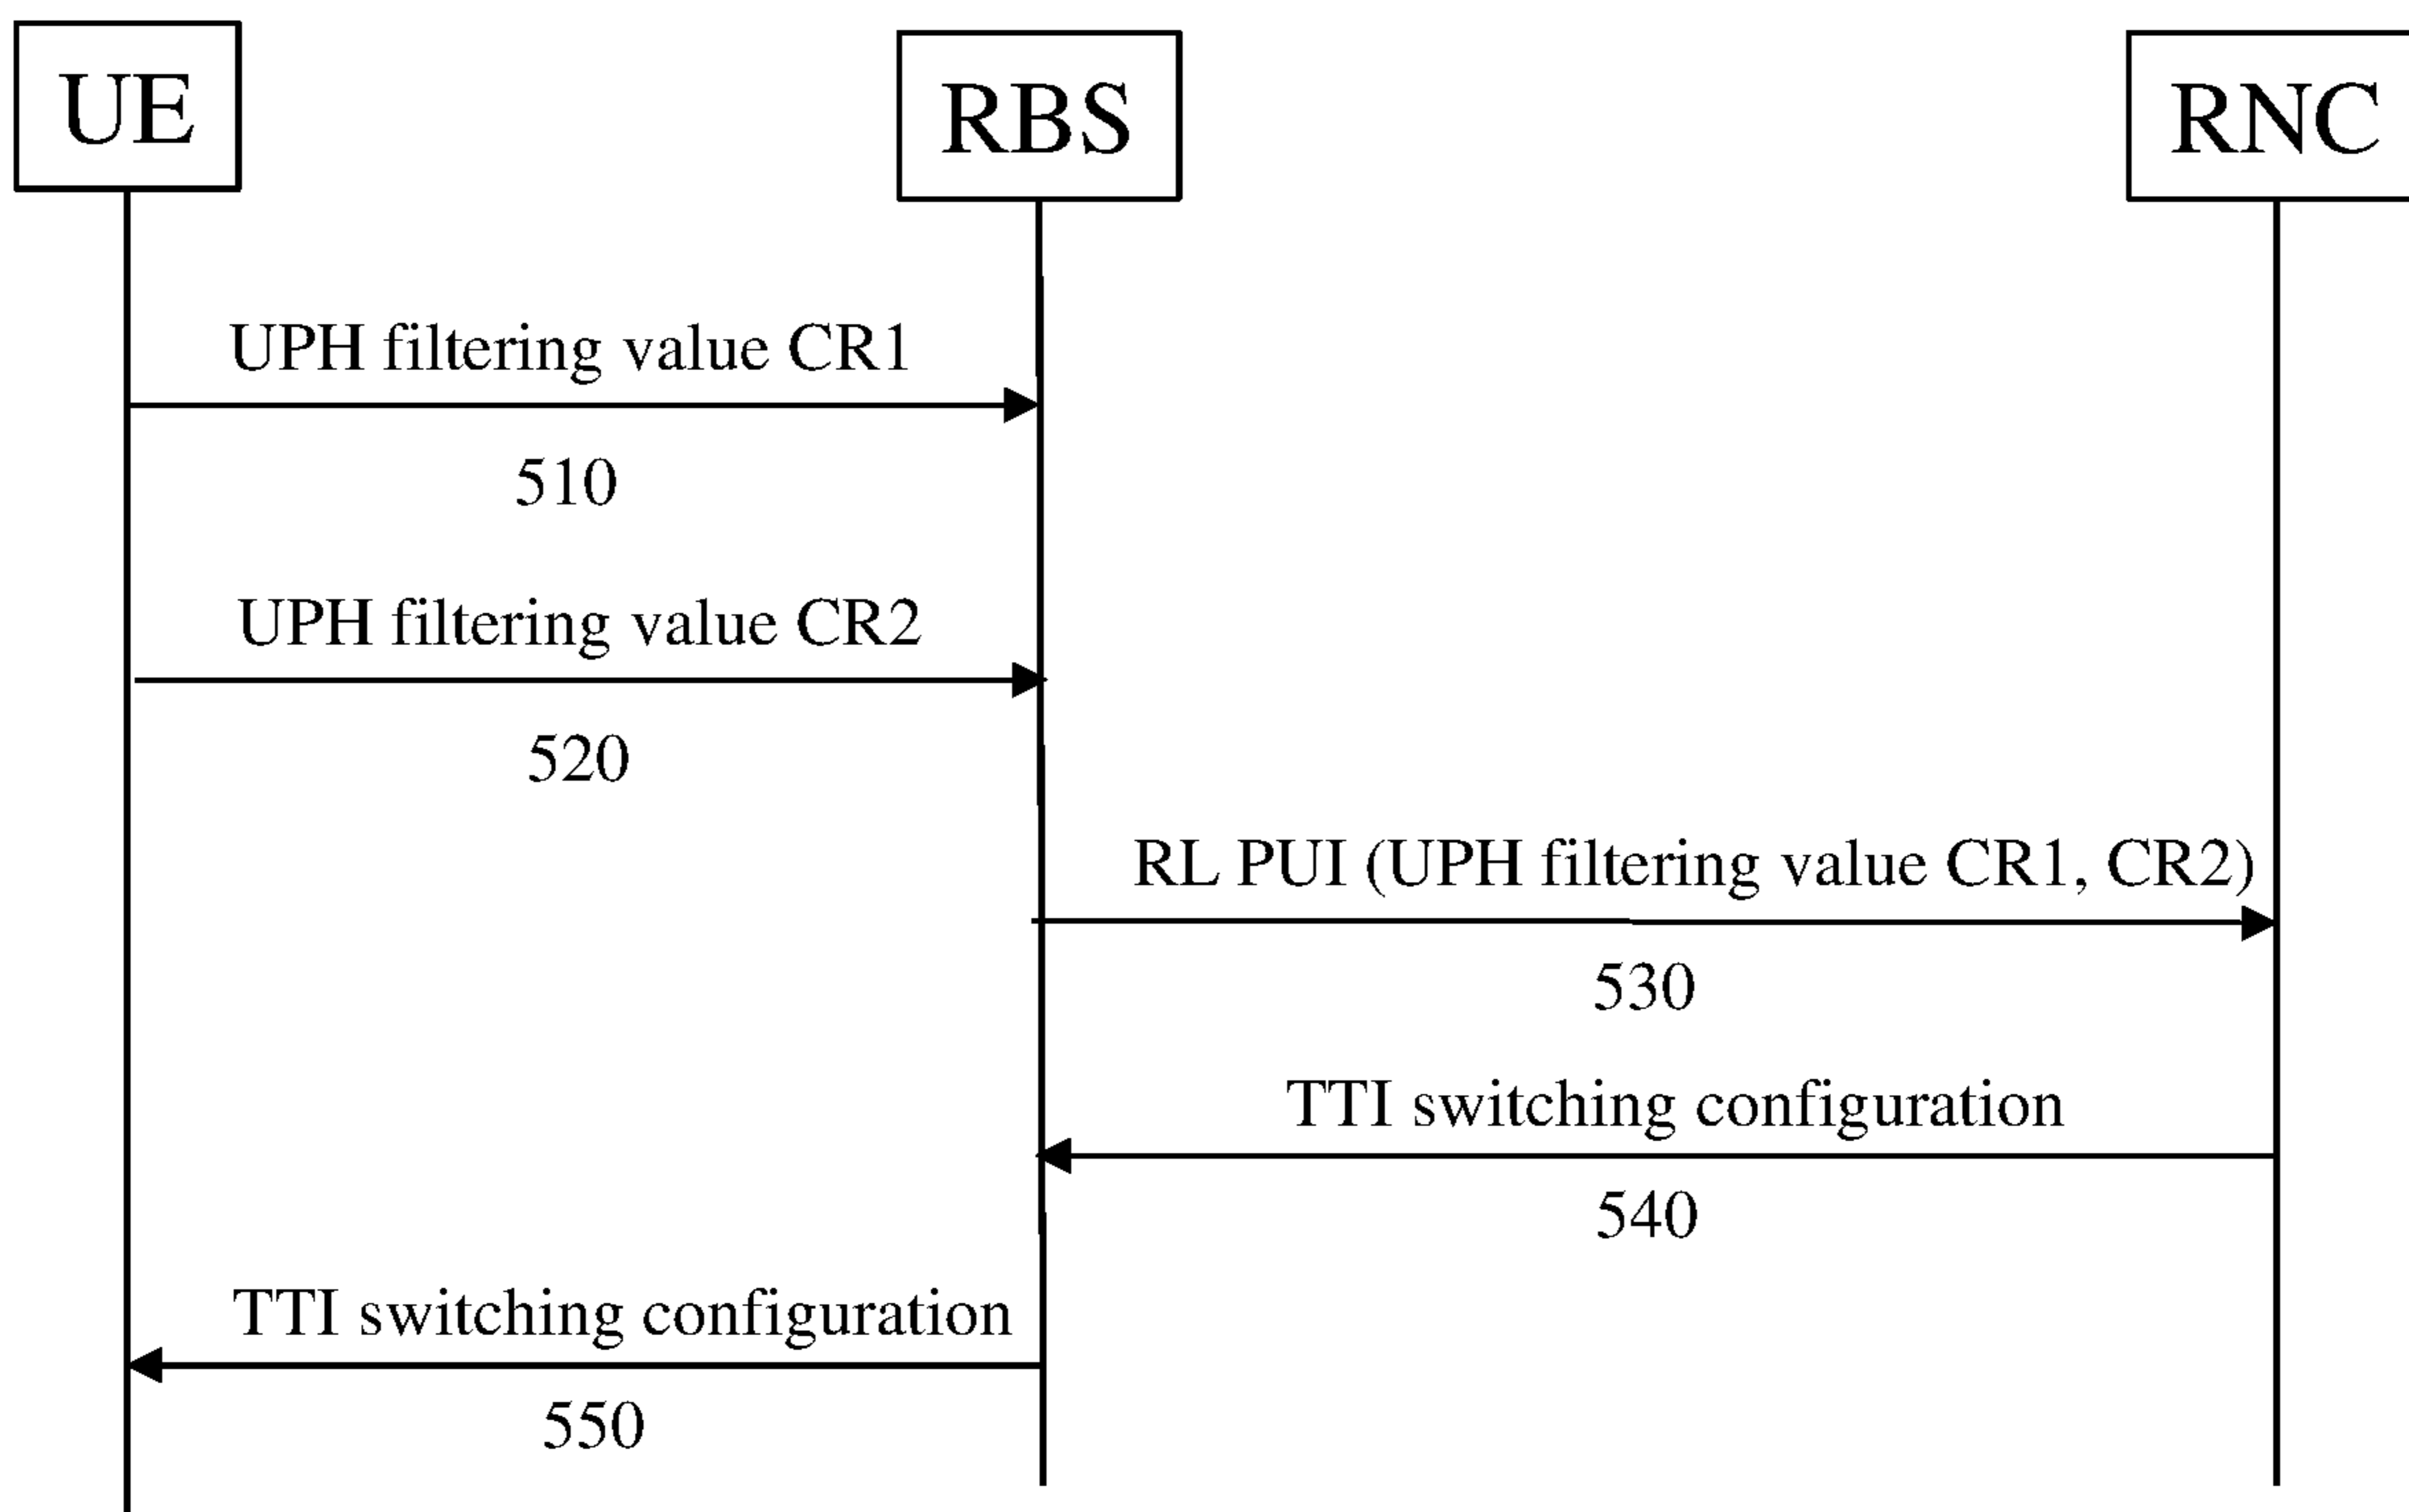 UE
RBS
RNC
UPH filtering value CR1
510
UPH filtering value CR2
520
RL PUI (UPH filtering value CR1, CR2)
530
TTI switching configuration
540
TTI switching configuration
550